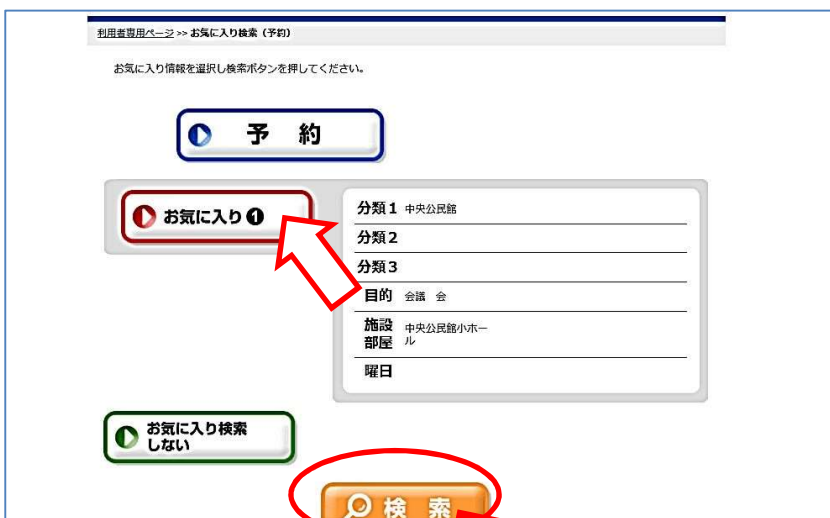 利用者専用ページ >> お気に入り検索（予約）
お気に入り情報を選択し検索ボタンを押してください。
予 約
お気に入り❶
分類1 中央公民館
分類2
分類3
目的 会議 会
施設 中央公民館小ホー
部屋 ル
曜日
お気に入り検索
しない
検 索